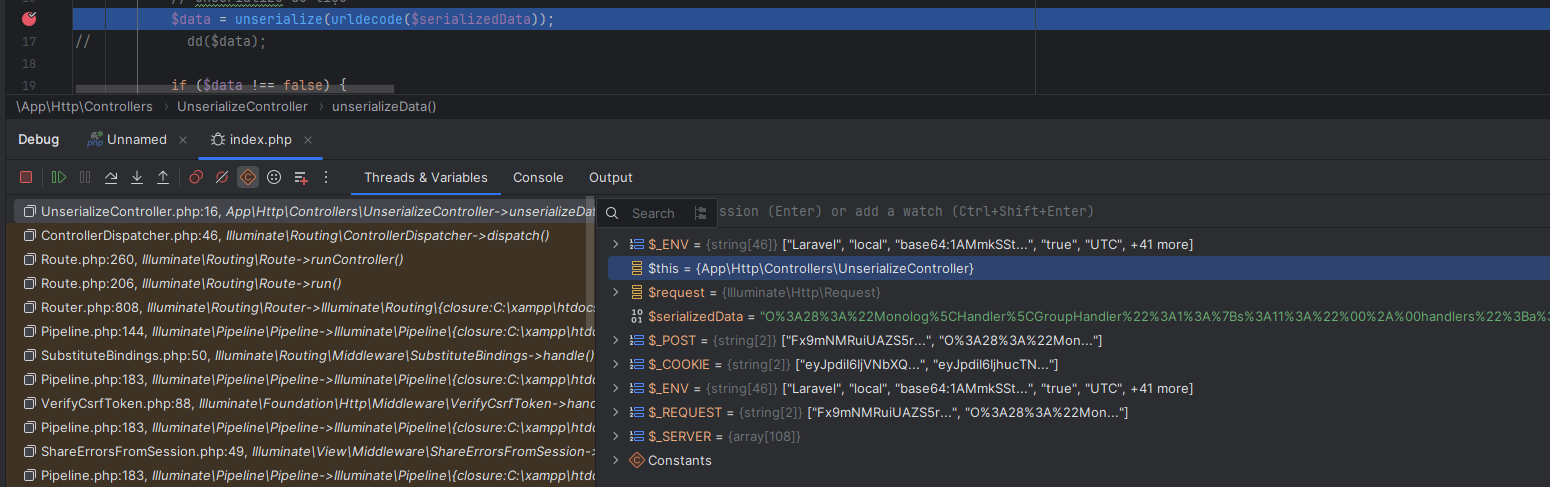 $data = unserialize(urldecode($serializedData));
17 // dd($data);
18
19 if ($data !== false) {
\App\Http\Controllers › UnserializeController › unserializeData()
Debug Unnamed × index.php ×
Threads & Variables Console Output
UnserializeController.php:16, App\Http\Controllers\UnserializeController->unserializeDat
ControllerDispatcher.php:46, Illuminate\Routing\ControllerDispatcher->dispatch()
Route.php:260, Illuminate\Routing\Route->runController()
Route.php:206, Illuminate\Routing\Route->run()
Router.php:808, Illuminate\Routing\Router->Illuminate\Routing\{closure:C:\xampp\htdocs
Pipeline.php:144, Illuminate\Pipeline\Pipeline->Illuminate\Pipeline\{closure:C:\xampp\htdo
SubstituteBindings.php:50, Illuminate\Routing\Middleware\SubstituteBindings->handle()
Pipeline.php:183, Illuminate\Pipeline\Pipeline->Illuminate\Pipeline\{closure:C:\xampp\htdo
VerifyCsrfToken.php:88, Illuminate\Foundation\Http\Middleware\VerifyCsrfToken->hand
Pipeline.php:183, Illuminate\Pipeline\Pipeline->Illuminate\Pipeline\{closure:C:\xampp\htdo
ShareErrorsFromSession.php:49, Illuminate\View\Middleware\ShareErrorsFromSession->
Pipeline.php:183, Illuminate\Pipeline\Pipeline->Illuminate\Pipeline\{closure:C:\xampp\htdo
Search ssion (Enter) or add a watch (Ctrl+Shift+Enter)
$_ENV = {string[46]} ["Laravel", "local", "base64:1AMmkSSt...", "true", "UTC", +41 more]
$this = {App\Http\Controllers\UnserializeController}
$request = {Illuminate\Http\Request}
$serializedData = "O%3A28%3A%22Monolog%5CHandler%5CGroupHandler%22%3A1%3A%7Bs%3A11%3A%22%00%2A%00handlers%22%3Ba%3
$_POST = {string[2]} ["Fx9mNMRuiUAZS5r...", "O%3A28%3A%22Mon..."]
$_COOKIE = {string[2]} ["eyJpdiI6IjVNbXQ...", "eyJpdiI6IjhucTN..."]
$_ENV = {string[46]} ["Laravel", "local", "base64:1AMmkSSt...", "true", "UTC", +41 more]
$_REQUEST = {string[2]} ["Fx9mNMRuiUAZS5r...", "O%3A28%3A%22Mon..."]
$_SERVER = {array[108]}
Constants